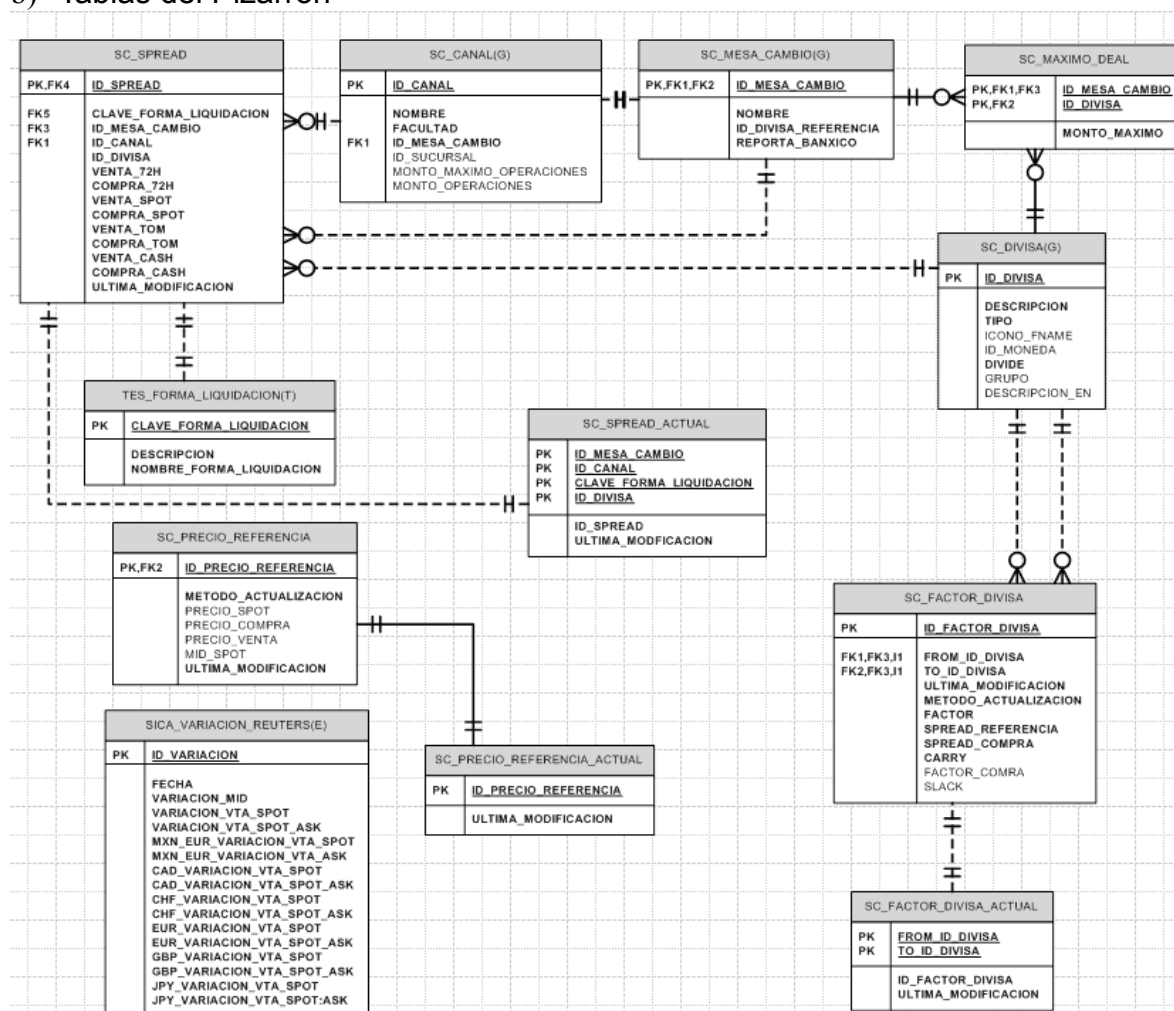 b) Tablas del Pizarrón
SC_SPREAD
PK,FK4 ID_SPREAD
FK5 CLAVE_FORMA_LIQUIDACION
FK3 ID_MESA_CAMBIO
FK1 ID_CANAL
ID_DIVISA
VENTA_72H
COMPRA_72H
VENTA_SPOT
COMPRA_SPOT
VENTA_TOM
COMPRA_TOM
VENTA_CASH
COMPRA_CASH
ULTIMA_MODIFICACION
SC_CANAL(G)
PK ID_CANAL
NOMBRE
FACULTAD
FK1 ID_MESA_CAMBIO
ID_SUCURSAL
MONTO_MAXIMO_OPERACIONES
MONTO_OPERACIONES
SC_MESA_CAMBIO(G)
PK,FK1,FK2 ID_MESA_CAMBIO
NOMBRE
ID_DIVISA_REFERENCIA
REPORTA_BANXICO
SC_MAXIMO_DEAL
PK,FK1,FK3 ID_MESA_CAMBIO
PK,FK2 ID_DIVISA
MONTO_MAXIMO
SC_DIVISA(G)
PK ID_DIVISA
DESCRIPCION
TIPO
ICONO_FNAME
ID_MONEDA
DIVIDE
GRUPO
DESCRIPCION_EN
TES_FORMA_LIQUIDACION(T)
PK CLAVE_FORMA_LIQUIDACION
DESCRIPCION
NOMBRE_FORMA_LIQUIDACION
SC_SPREAD_ACTUAL
PK ID_MESA_CAMBIO
PK ID_CANAL
PK CLAVE_FORMA_LIQUIDACION
PK ID_DIVISA
ID_SPREAD
ULTIMA_MODFICACION
SC_PRECIO_REFERENCIA
PK,FK2 ID_PRECIO_REFERENCIA
METODO_ACTUALIZACION
PRECIO_SPOT
PRECIO_COMPRA
PRECIO_VENTA
MID_SPOT
ULTIMA_MODIFICACION
SC_FACTOR_DIVISA
PK ID_FACTOR_DIVISA
FK1,FK3,I1 FROM_ID_DIVISA
FK2,FK3,I1 TO_ID_DIVISA
ULTIMA_MODIFICACION
METODO_ACTUALIZACION
FACTOR
SPREAD_REFERENCIA
SPREAD_COMPRA
CARRY
FACTOR_COMRA
SLACK
SICA_VARIACION_REUTERS(E)
PK ID_VARIACION
FECHA
VARIACION_MID
VARIACION_VTA_SPOT
VARIACION_VTA_SPOT_ASK
MXN_EUR_VARIACION_VTA_SPOT
MXN_EUR_VARIACION_VTA_ASK
CAD_VARIACION_VTA_SPOT
CAD_VARIACION_VTA_SPOT_ASK
CHF_VARIACION_VTA_SPOT
CHF_VARIACION_VTA_SPOT_ASK
EUR_VARIACION_VTA_SPOT
EUR_VARIACION_VTA_SPOT_ASK
GBP_VARIACION_VTA_SPOT
GBP_VARIACION_VTA_SPOT_ASK
JPY_VARIACION_VTA_SPOT
JPY_VARIACION_VTA_SPOT:ASK
SC_PRECIO_REFERENCIA_ACTUAL
PK ID_PRECIO_REFERENCIA
ULTIMA_MODIFICACION
SC_FACTOR_DIVISA_ACTUAL
PK FROM_ID_DIVISA
PK TO_ID_DIVISA
ID_FACTOR_DIVISA
ULTIMA_MODIFICACION